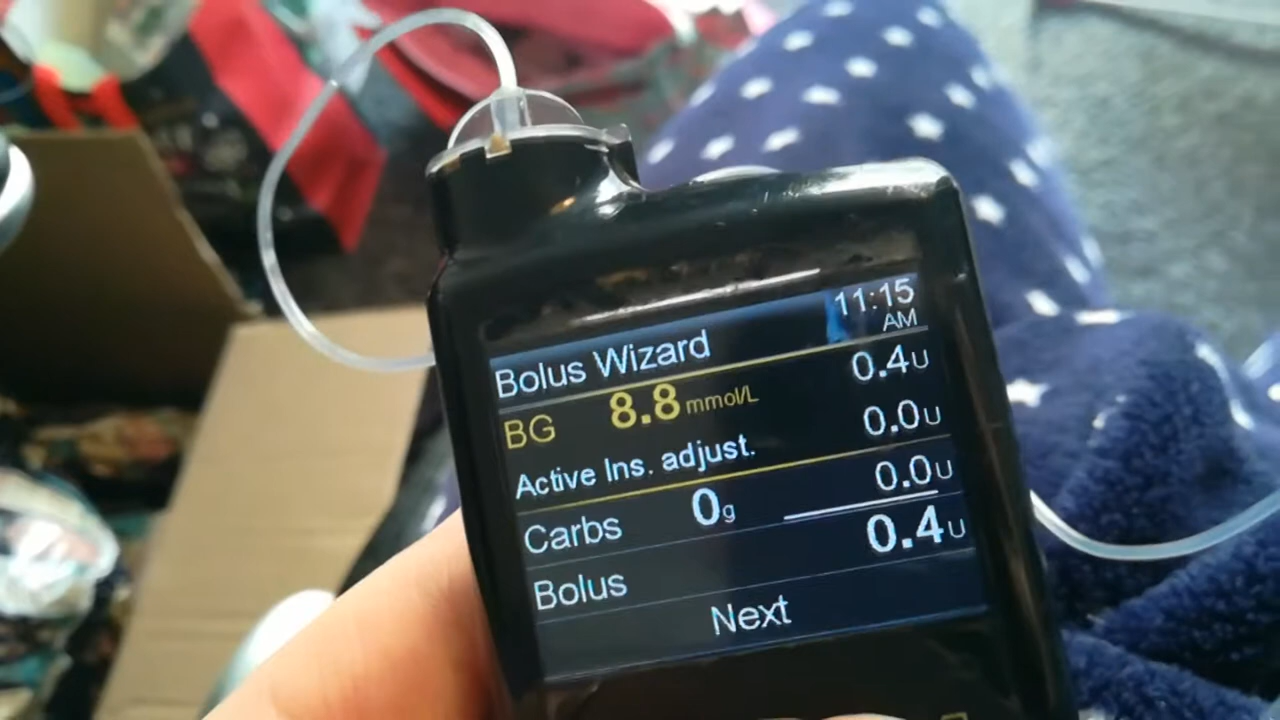 11:15
AM
Bolus Wizard
BG 8.8 mmol/L 0.4U
Active Ins. adjust. 0.0U
Carbs 0g 0.0U
Bolus 0.4U
Next